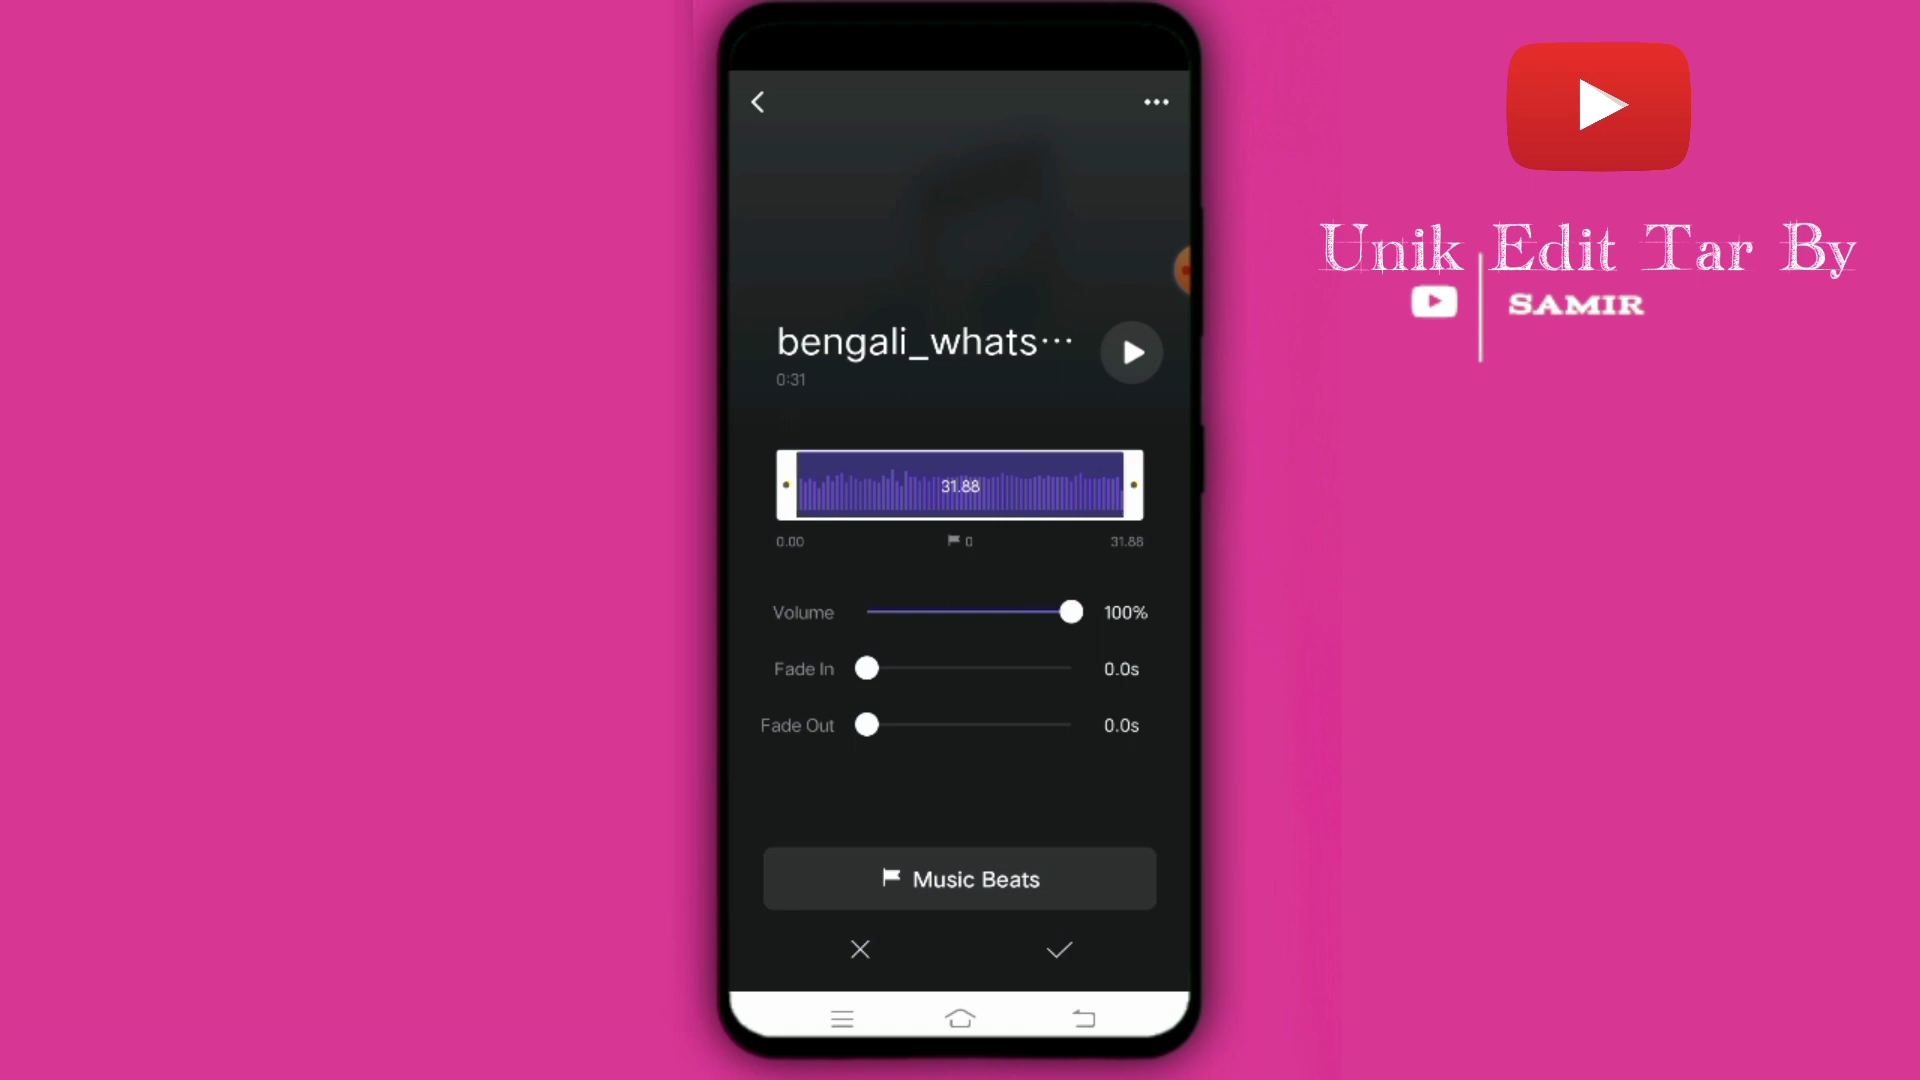 Unik Edit Tar By
SAMIR
bengali_whats···
0:31
31.88
0.00 0 31.88
Volume 100%
Fade In 0.0s
Fade Out 0.0s
Music Beats